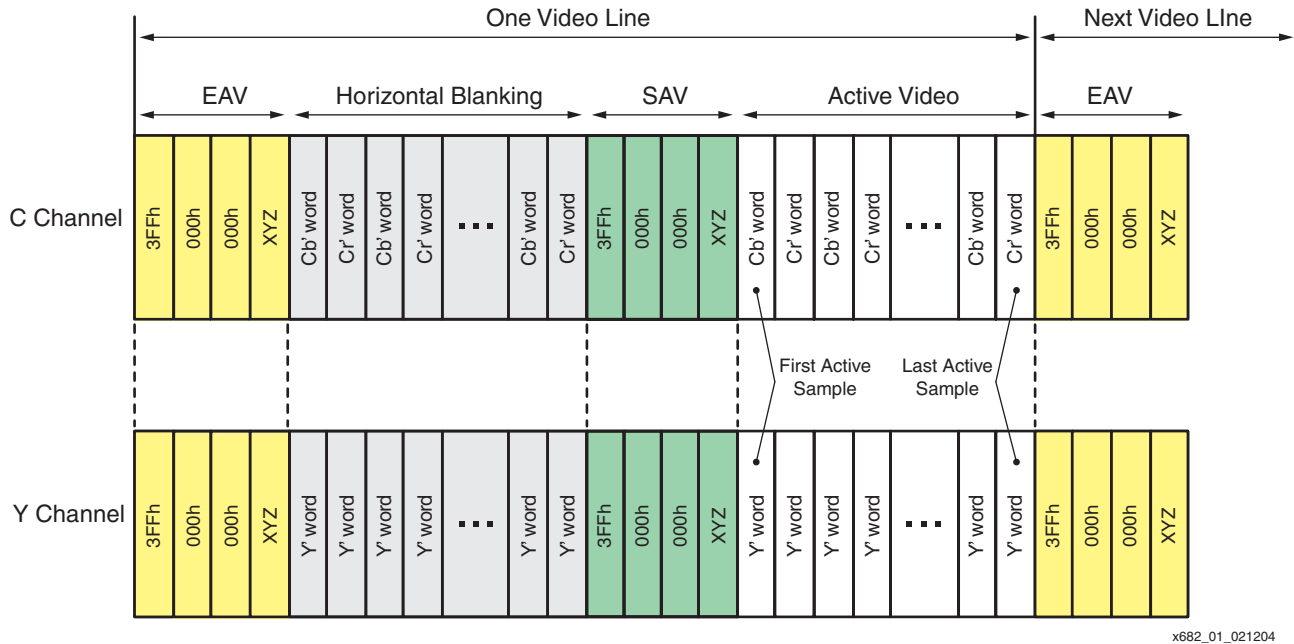 One Video Line Next Video LIne
EAV Horizontal Blanking SAV Active Video EAV
C Channel 3FFh 000h 000h XYZ Cb' word Cr' word Cb' word Cr' word ... Cb' word Cr' word 3FFh 000h 000h XYZ Cb' word Cr' word Cb' word Cr' word ... Cb' word Cr' word 3FFh 000h 000h XYZ
First Active Last Active
Sample Sample
Y Channel 3FFh 000h 000h XYZ Y' word Y' word Y' word Y' word ... Y' word Y' word 3FFh 000h 000h XYZ Y' word Y' word Y' word Y' word ... Y' word Y' word 3FFh 000h 000h XYZ
x682_01_021204